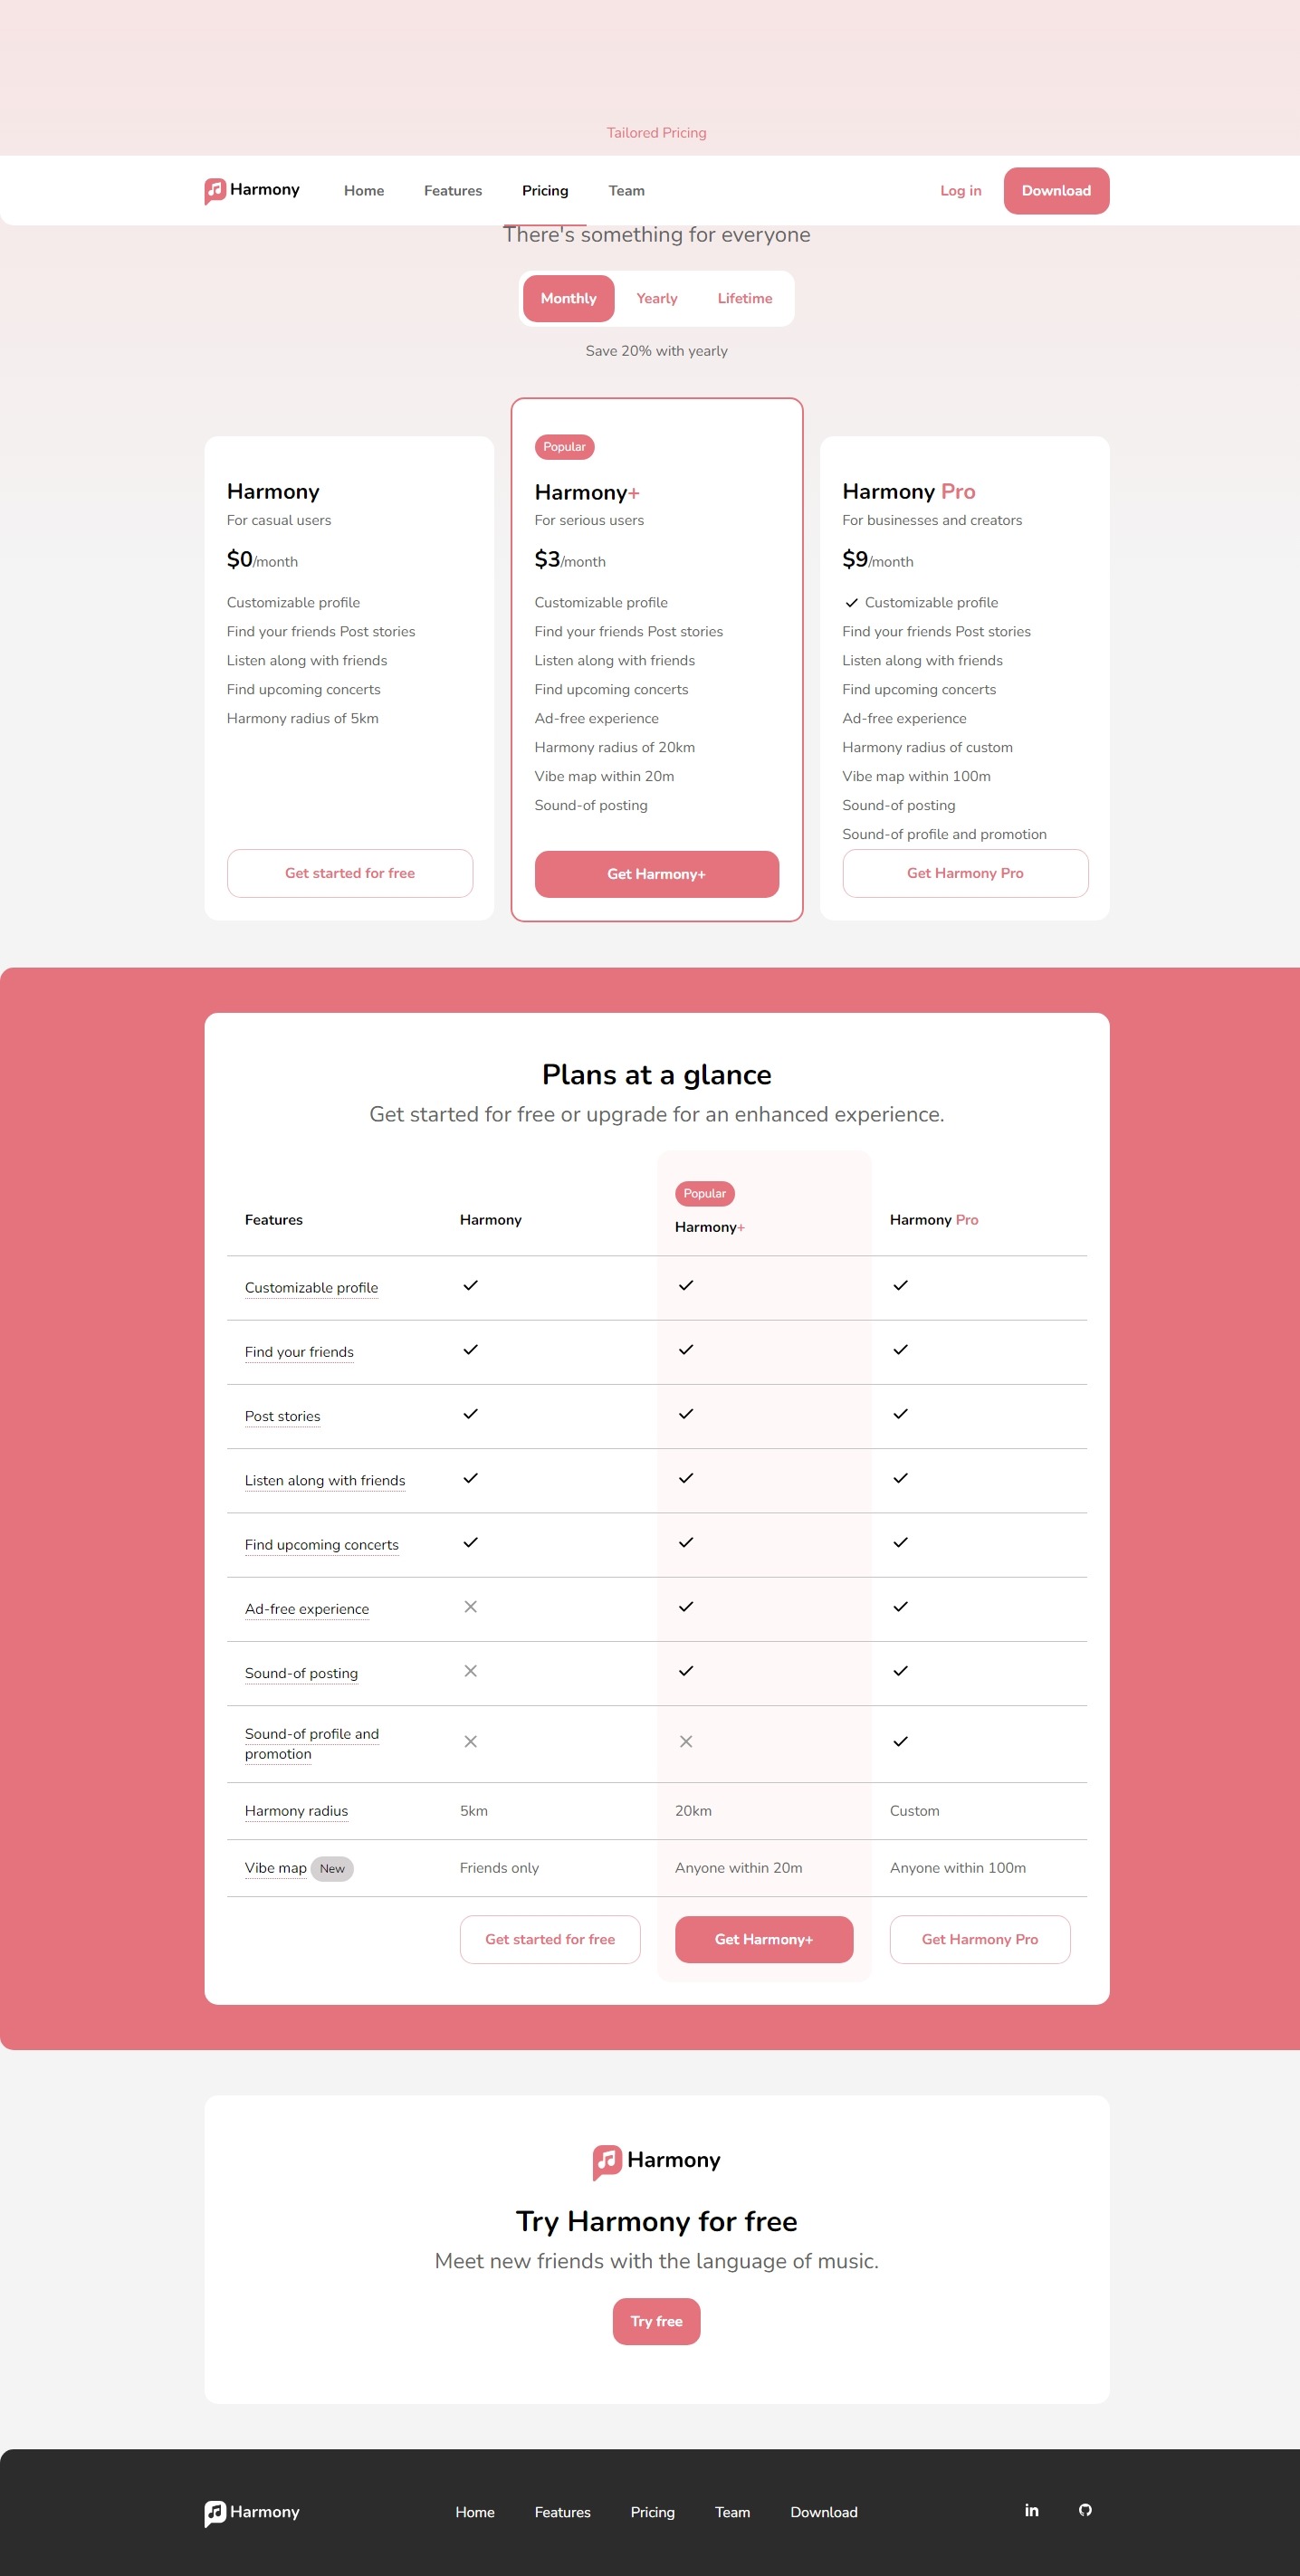 Tailored Pricing
Harmony
Home
Features
Pricing
Team
Log in
Download
There's something for everyone
Monthly
Yearly
Lifetime
Save 20% with yearly
Harmony
For casual users
$0/month
Customizable profile
Find your friends Post stories
Listen along with friends
Find upcoming concerts
Harmony radius of 5km
Get started for free
Popular
Harmony+
For serious users
$3/month
Customizable profile
Find your friends Post stories
Listen along with friends
Find upcoming concerts
Ad-free experience
Harmony radius of 20km
Vibe map within 20m
Sound-of posting
Get Harmony+
Harmony Pro
For businesses and creators
$9/month
Customizable profile
Find your friends Post stories
Listen along with friends
Find upcoming concerts
Ad-free experience
Harmony radius of custom
Vibe map within 100m
Sound-of posting
Sound-of profile and promotion
Get Harmony Pro
Plans at a glance
Get started for free or upgrade for an enhanced experience.
Features
Harmony
Popular
Harmony+
Harmony Pro
Customizable profile
Find your friends
Post stories
Listen along with friends
Find upcoming concerts
Ad-free experience
Sound-of posting
Sound-of profile and
promotion
Harmony radius
5km
20km
Custom
Vibe map New
Friends only
Anyone within 20m
Anyone within 100m
Get started for free
Get Harmony+
Get Harmony Pro
Harmony
Try Harmony for free
Meet new friends with the language of music.
Try free
Harmony
Home
Features
Pricing
Team
Download
in